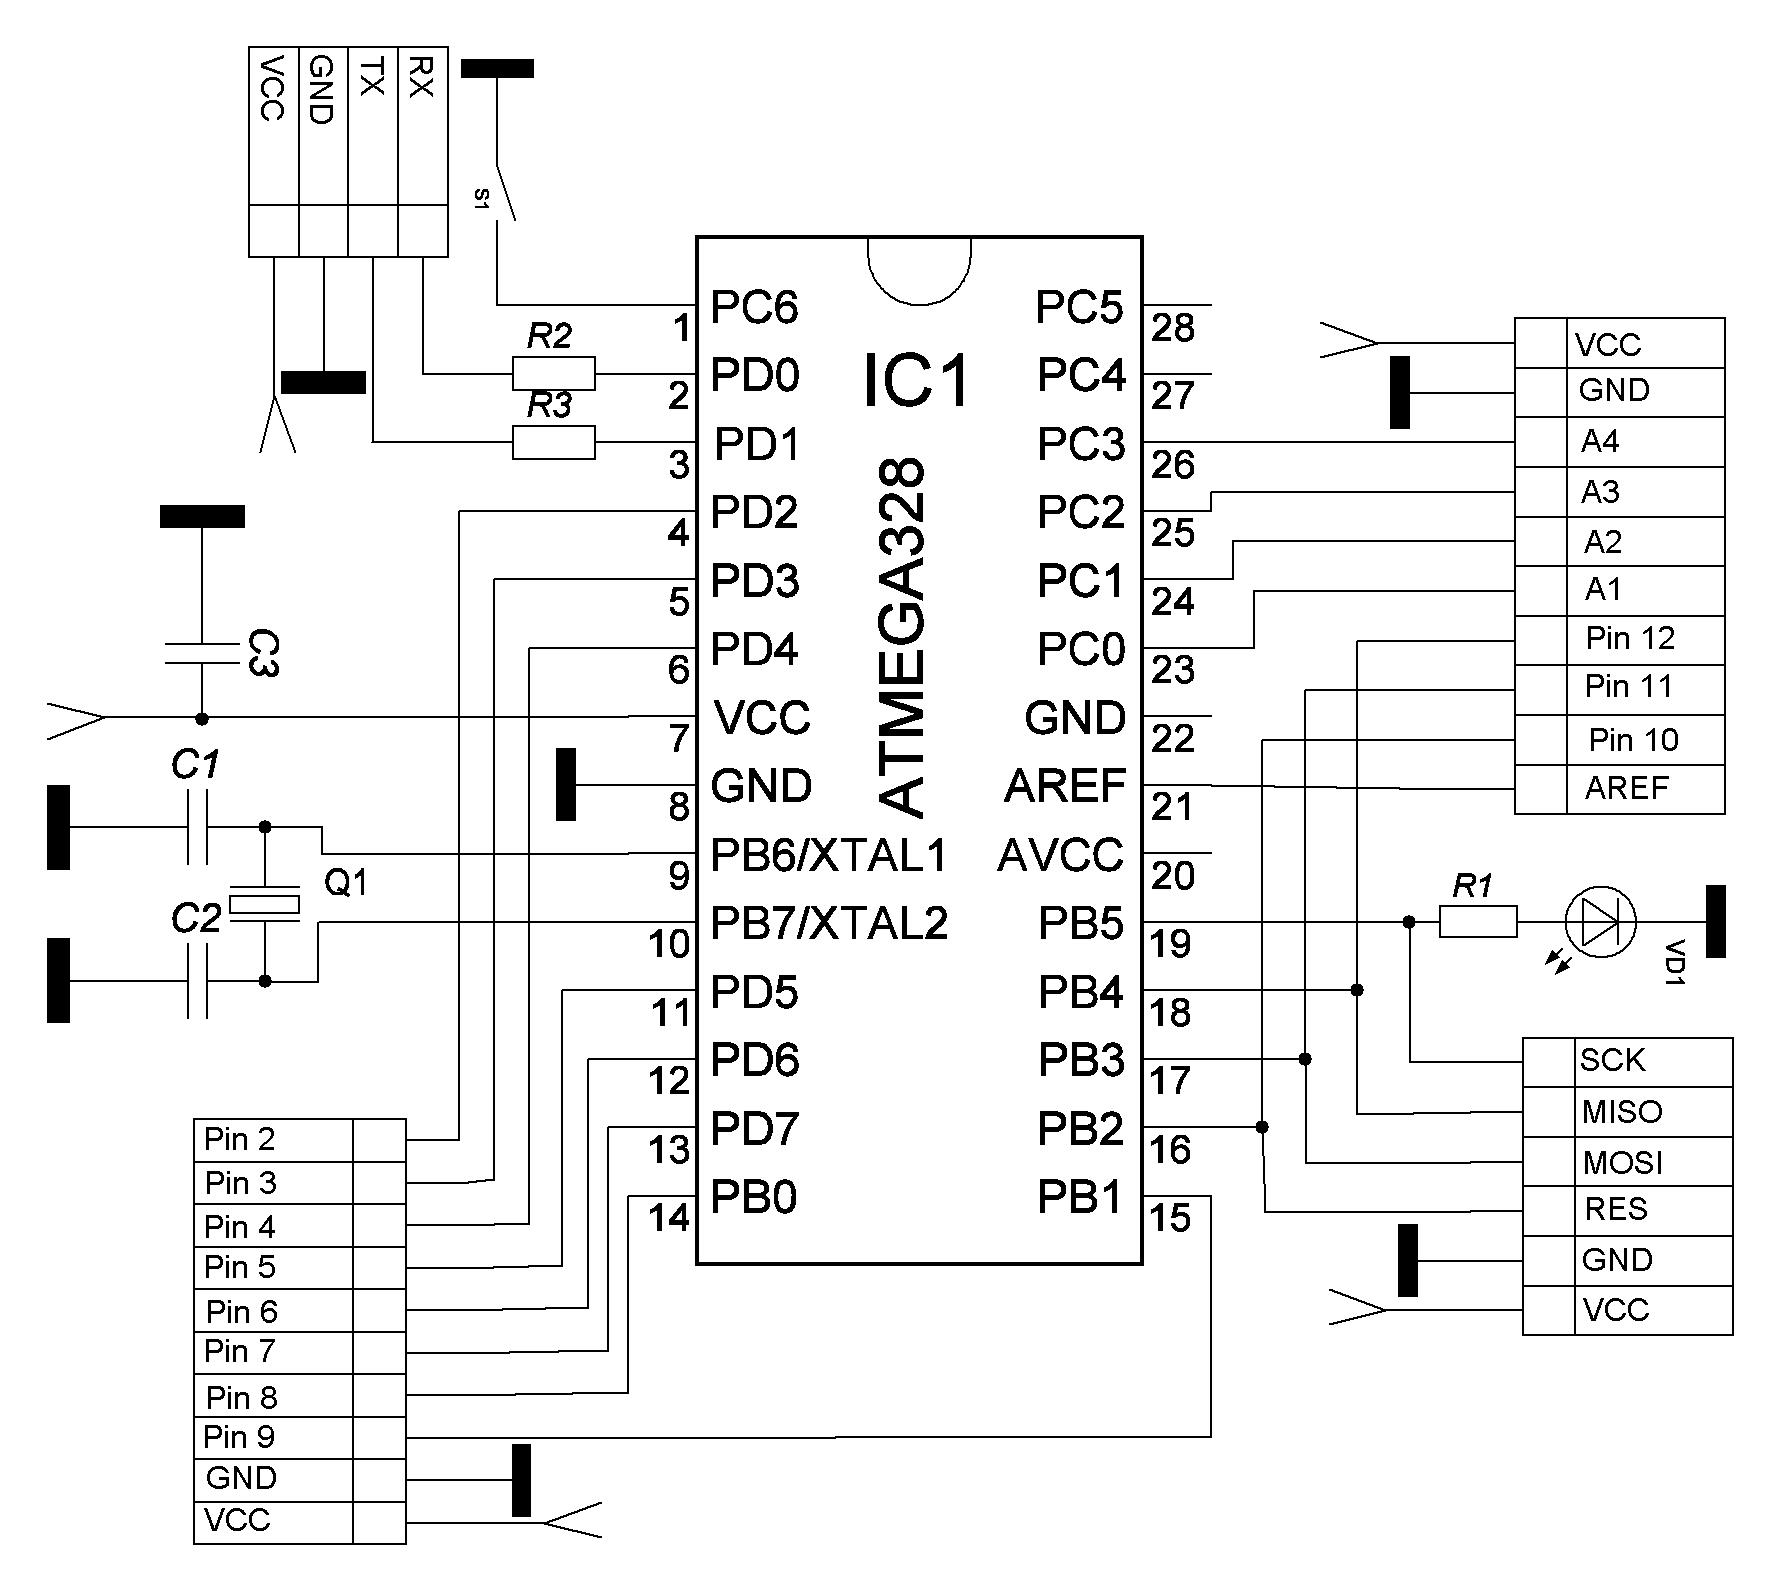 VCC
GND
TX
RX
S1
R2
R3
C3
C1
C2
Q1
IC1
ATMEGA328
PC6
1
PD0
2
PD1
3
PD2
4
PD3
5
PD4
6
VCC
7
GND
8
PB6/XTAL1
9
PB7/XTAL2
10
PD5
11
PD6
12
PD7
13
PB0
14
PC5
28
PC4
27
PC3
26
PC2
25
PC1
24
PC0
23
GND
22
AREF
21
AVCC
20
PB5
19
PB4
18
PB3
17
PB2
16
PB1
15
VCC
GND
A4
A3
A2
A1
Pin 12
Pin 11
Pin 10
AREF
R1
VD1
SCK
MISO
MOSI
RES
GND
VCC
Pin 2
Pin 3
Pin 4
Pin 5
Pin 6
Pin 7
Pin 8
Pin 9
GND
VCC